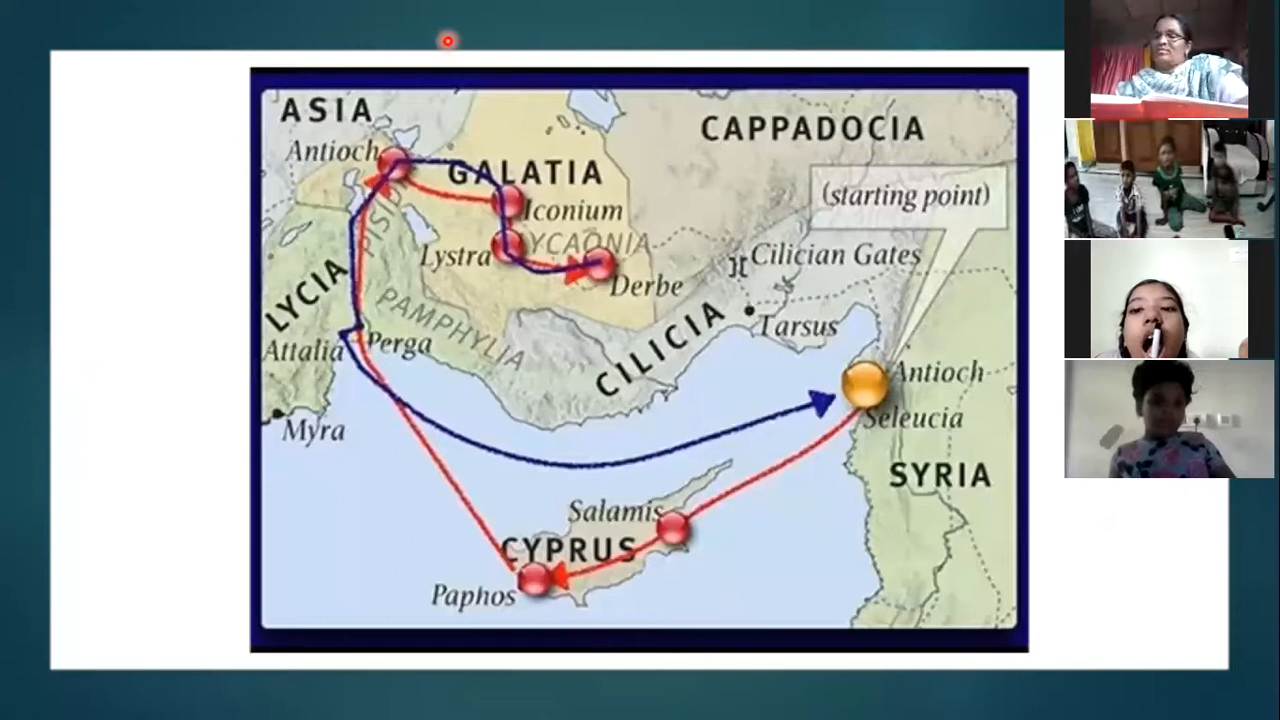 ASIA
CAPPADOCIA
Antioch
GALATIA
(starting point)
PISIDIA
Iconium
Lystra
LYCAONIA
Cilician Gates
Derbe
LYCIA
PAMPHYLIA
CILICIA
Tarsus
Attalia
Perga
Antioch
Myra
Seleucia
SYRIA
Salamis
CYPRUS
Paphos